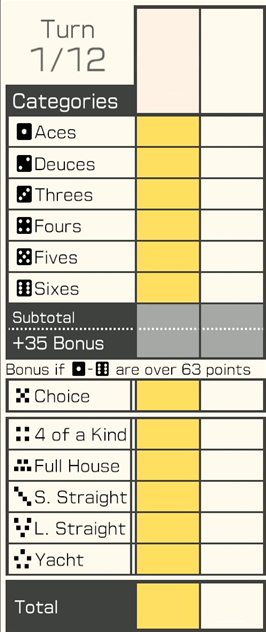 Turn
1/12
Categories
Aces
Deuces
Threes
Fours
Fives
Sixes
Subtotal
+35 Bonus
Bonus if - are over 63 points
Choice
4 of a Kind
Full House
S. Straight
L. Straight
Yacht
Total